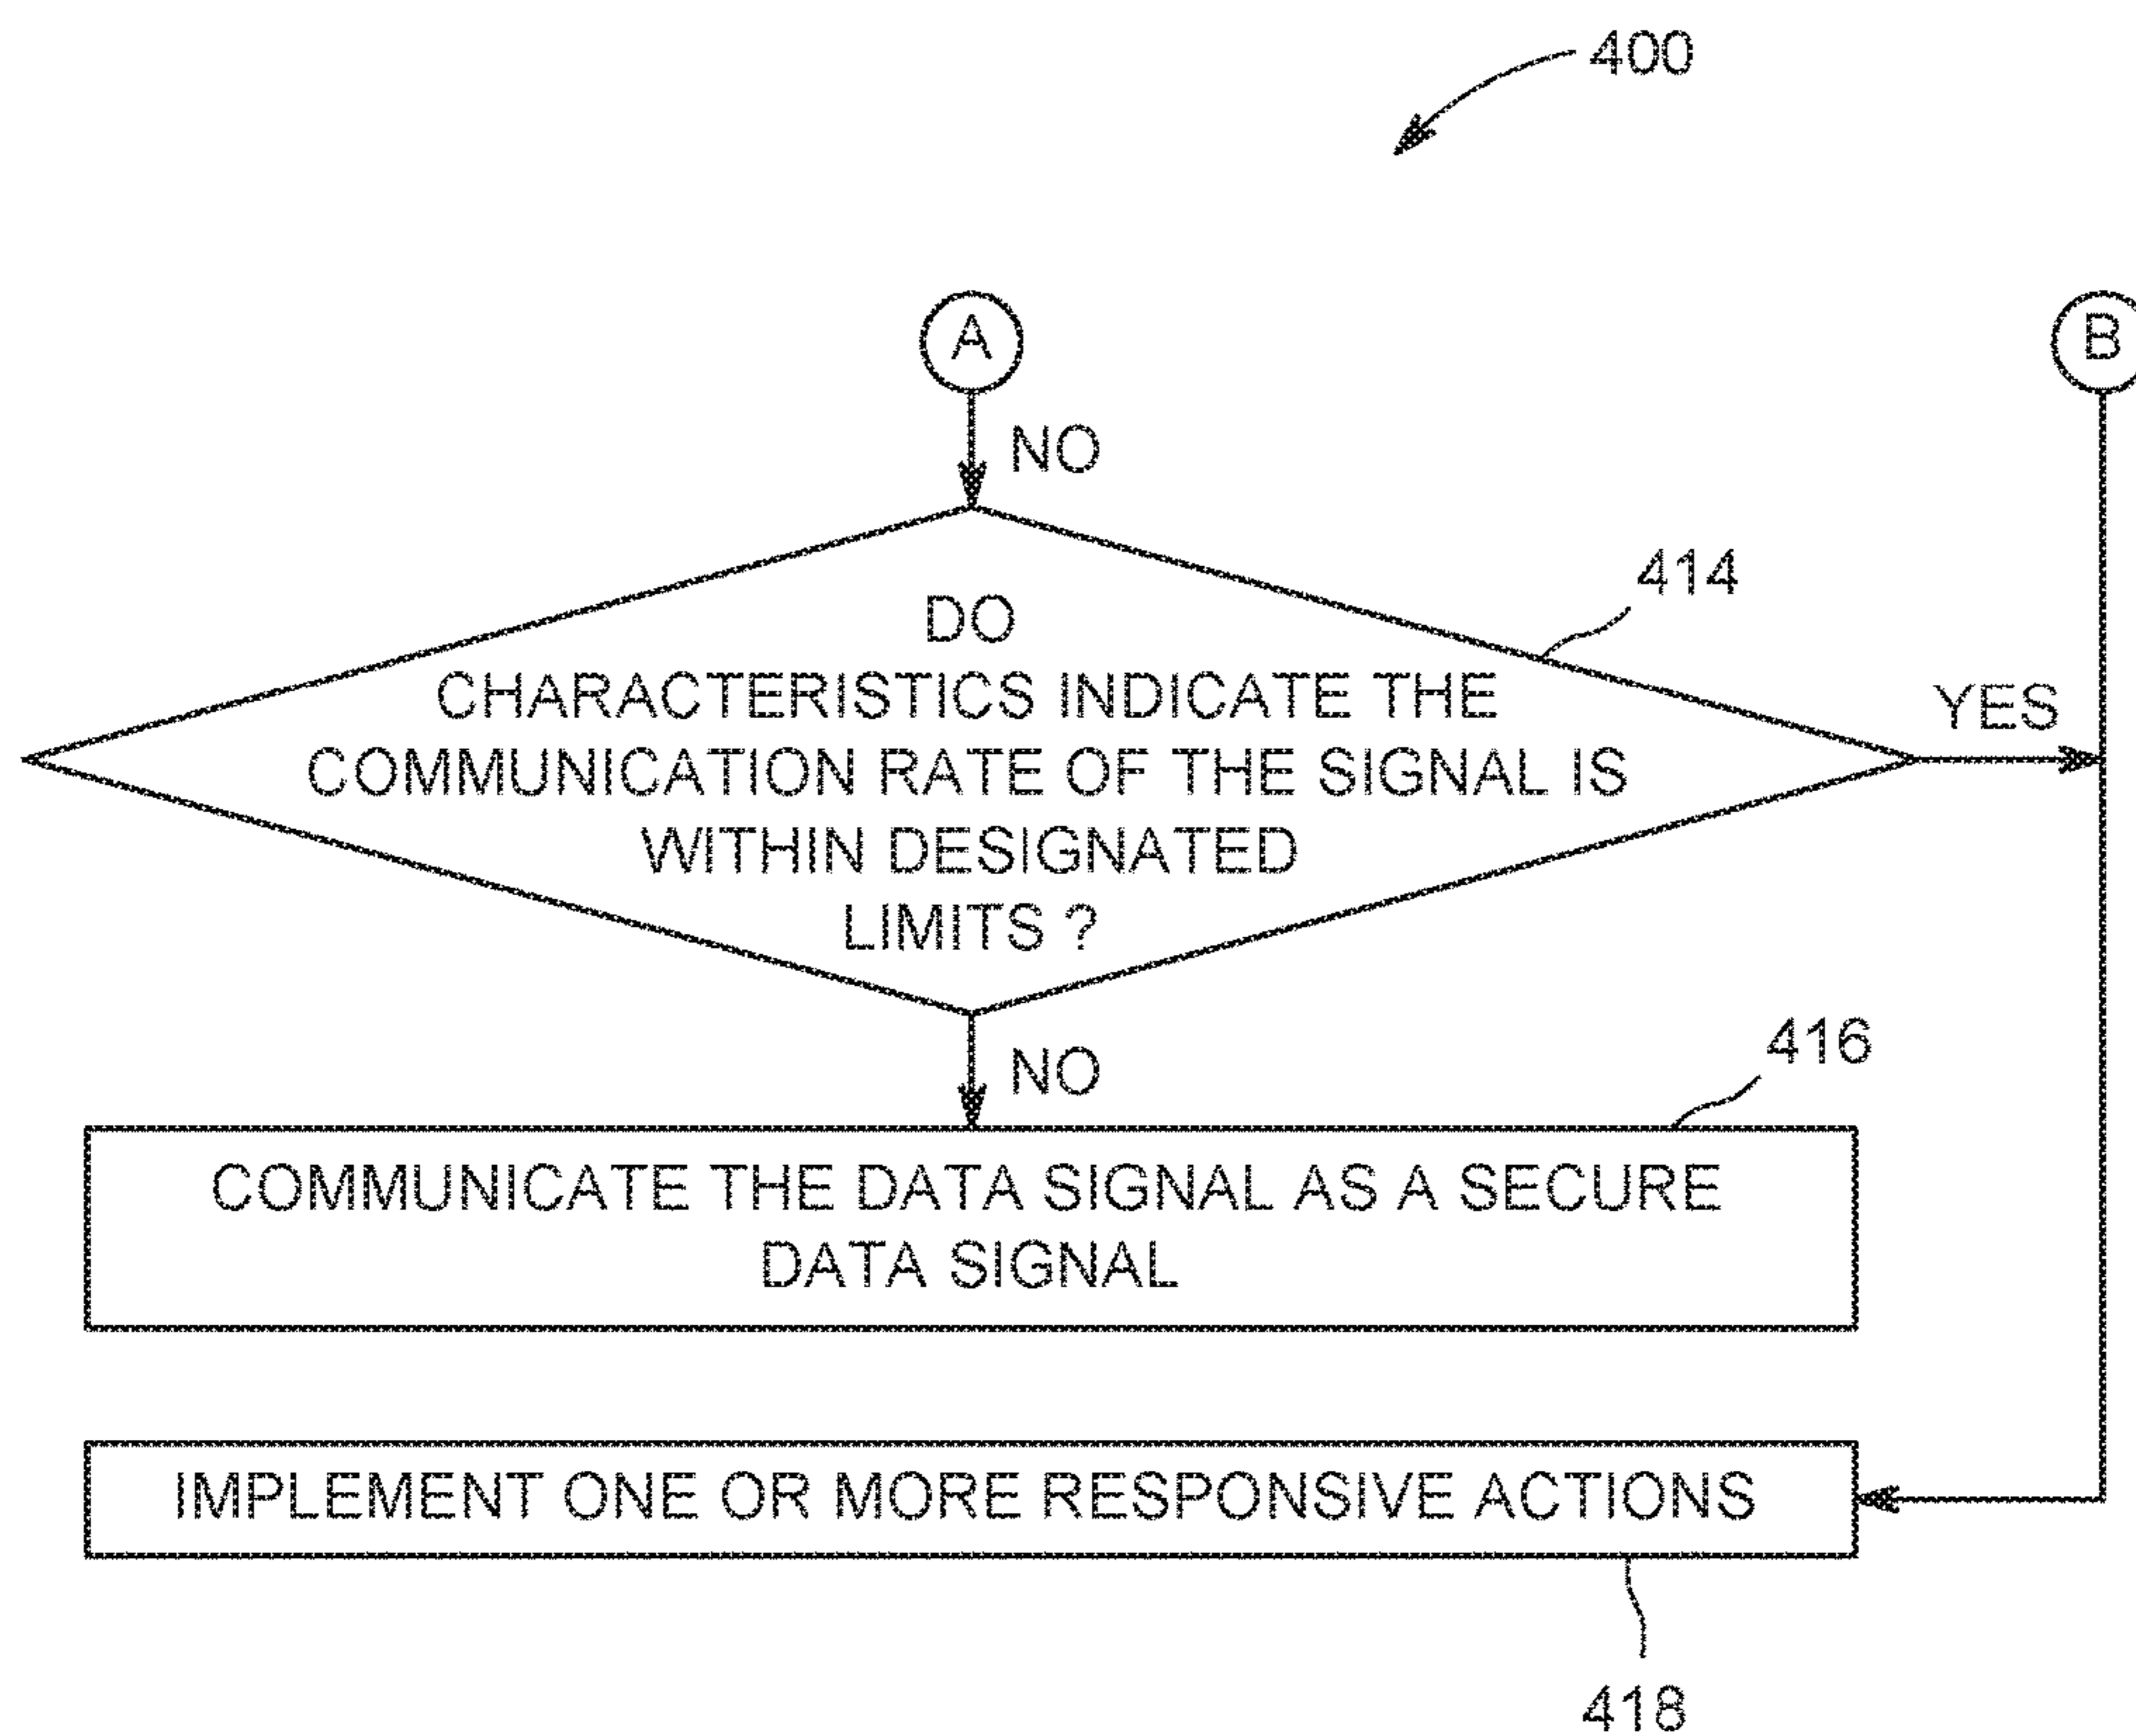 400
A
B
NO
414
DO
CHARACTERISTICS INDICATE THE
COMMUNICATION RATE OF THE SIGNAL IS
WITHIN DESIGNATED
LIMITS ?
YES
NO
416
COMMUNICATE THE DATA SIGNAL AS A SECURE
DATA SIGNAL
IMPLEMENT ONE OR MORE RESPONSIVE ACTIONS
418